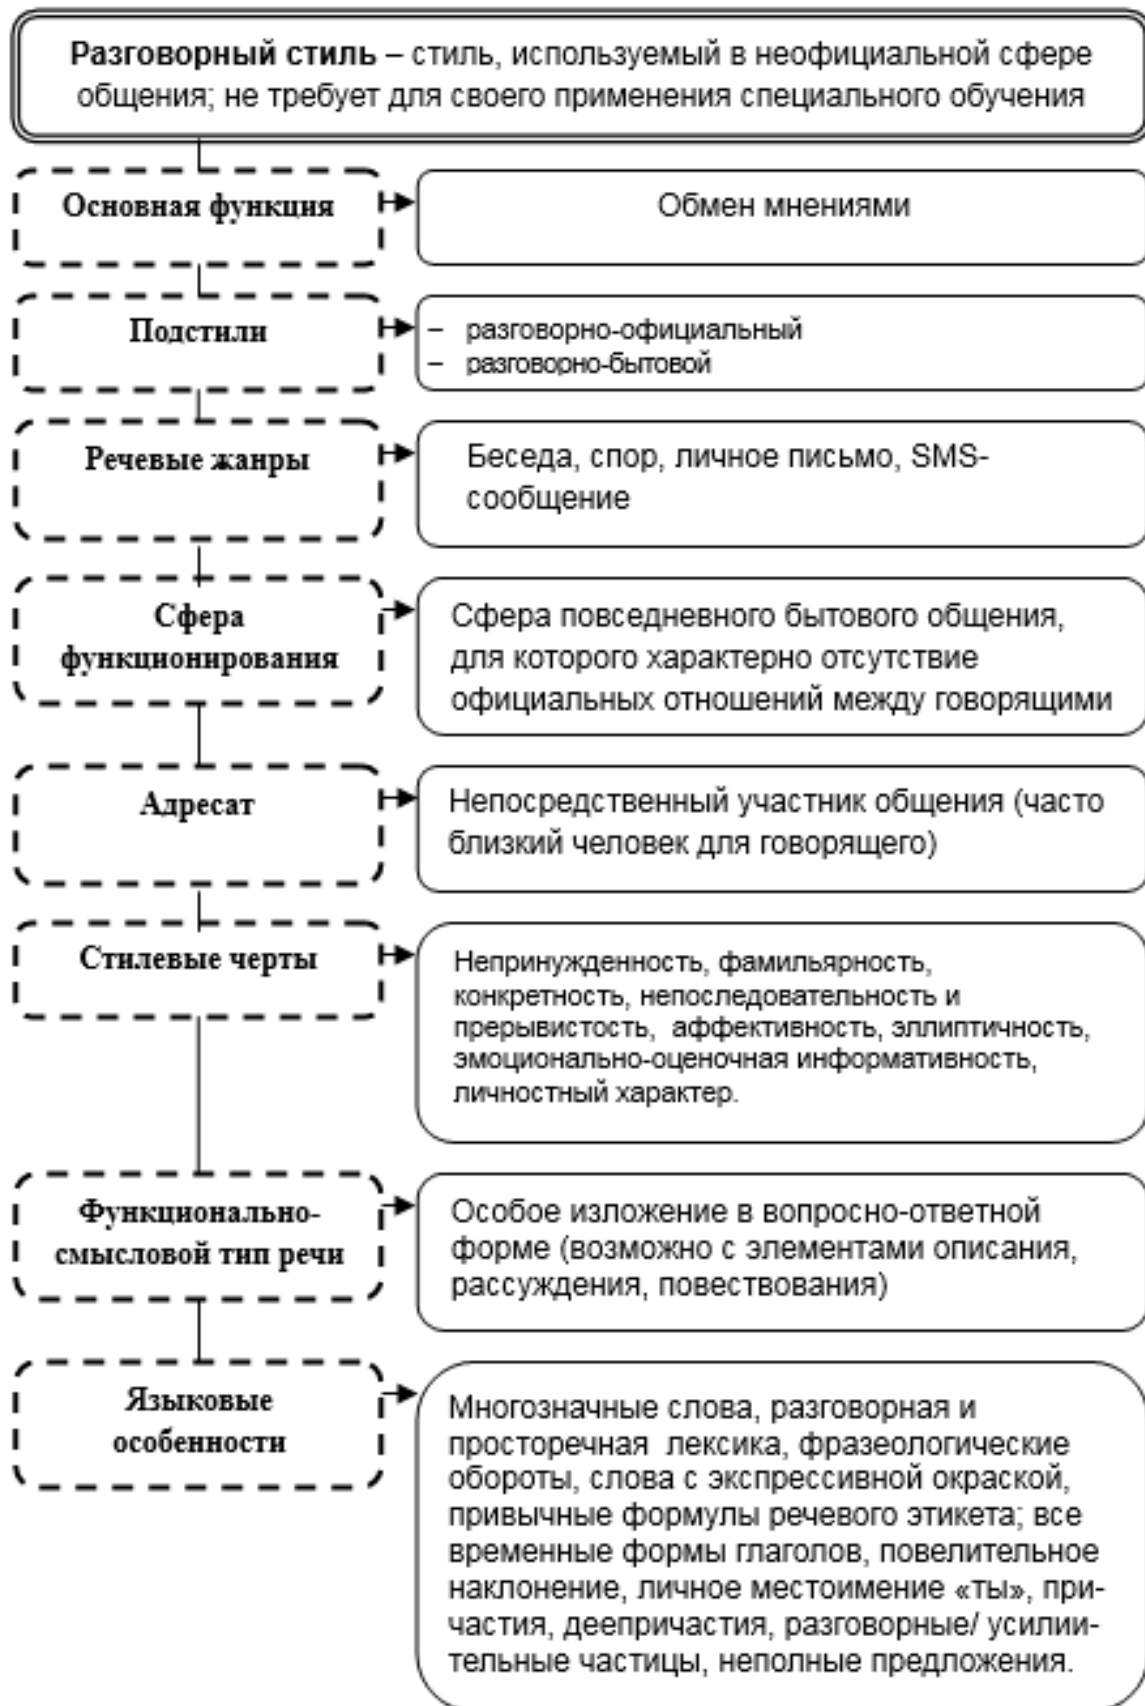 Разговорный стиль – стиль, используемый в неофициальной сфере
общения; не требует для своего применения специального обучения
Основная функция
Обмен мнениями
Подстили
– разговорно-официальный
– разговорно-бытовой
Речевые жанры
Беседа, спор, личное письмо, SMS-
сообщение
Сфера
функционирования
Сфера повседневного бытового общения,
для которого характерно отсутствие
официальных отношений между говорящими
Адресат
Непосредственный участник общения (часто
близкий человек для говорящего)
Стилевые черты
Непринужденность, фамильярность,
конкретность, непоследовательность и
прерывистость, аффективность, эллиптичность,
эмоционально-оценочная информативность,
личностный характер.
Функционально-
смысловой тип речи
Особое изложение в вопросно-ответной
форме (возможно с элементами описания,
рассуждения, повествования)
Языковые
особенности
Многозначные слова, разговорная и
просторечная лексика, фразеологические
обороты, слова с экспрессивной окраской,
привычные формулы речевого этикета; все
временные формы глаголов, повелительное
наклонение, личное местоимение «ты», при-
частия, деепричастия, разговорные/ усилии-
тельные частицы, неполные предложения.